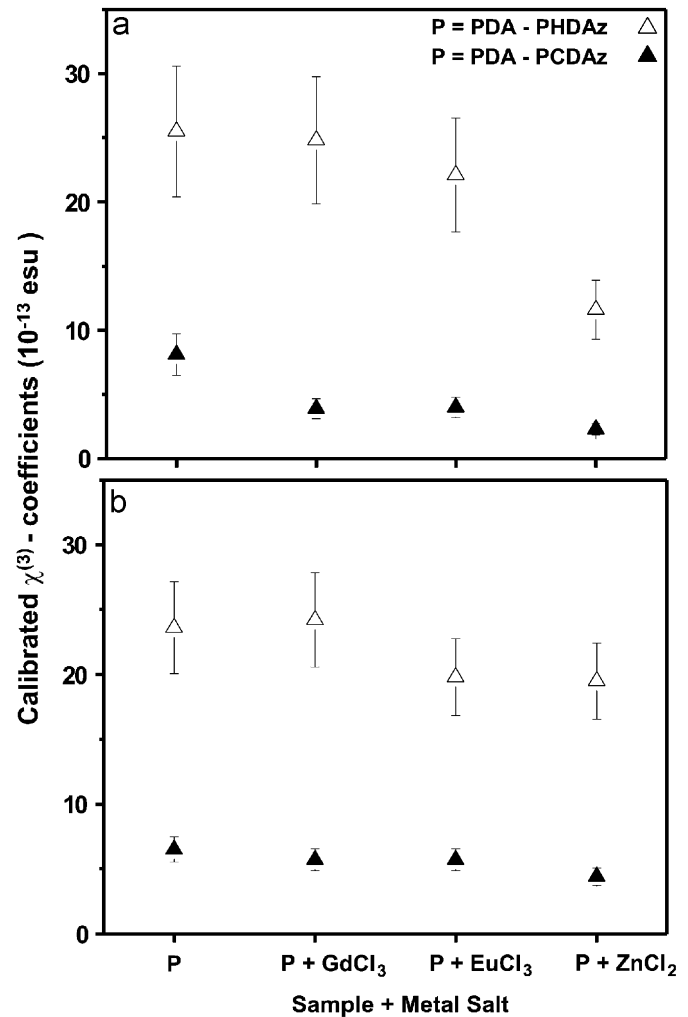 a
P = PDA - PHDAz
P = PDA - PCDAz
30
20
10
0
b
30
20
10
0
Calibrated χ(3) - coefficients (10-13 esu )
P
P + GdCl3
P + EuCl3
P + ZnCl2
Sample + Metal Salt